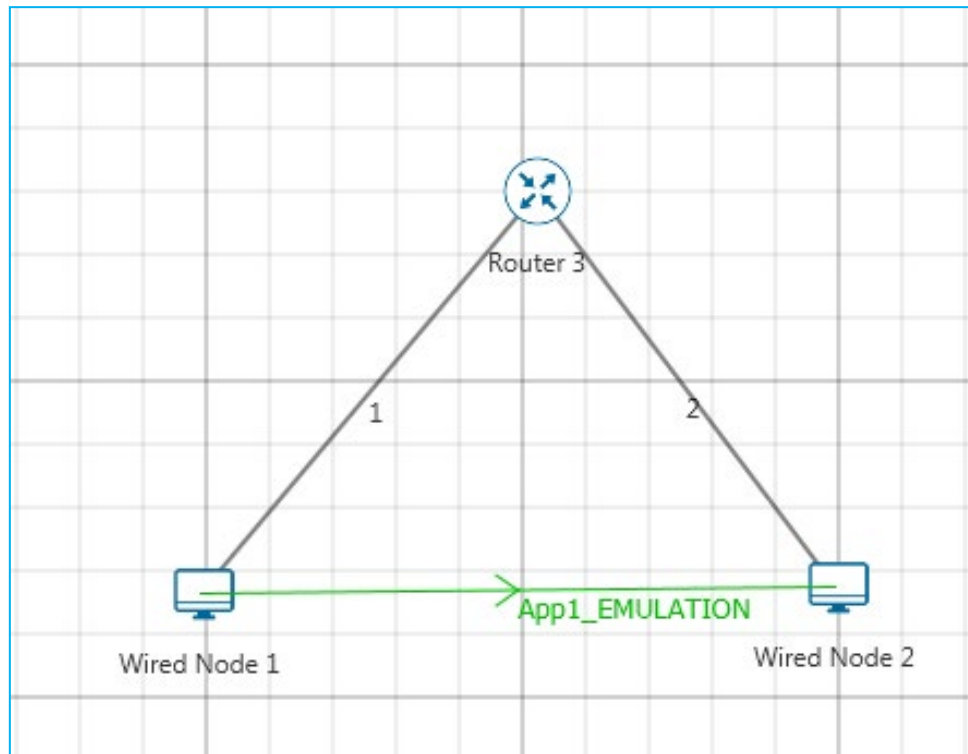 Router 3
1
2
App1_EMULATION
Wired Node 1
Wired Node 2